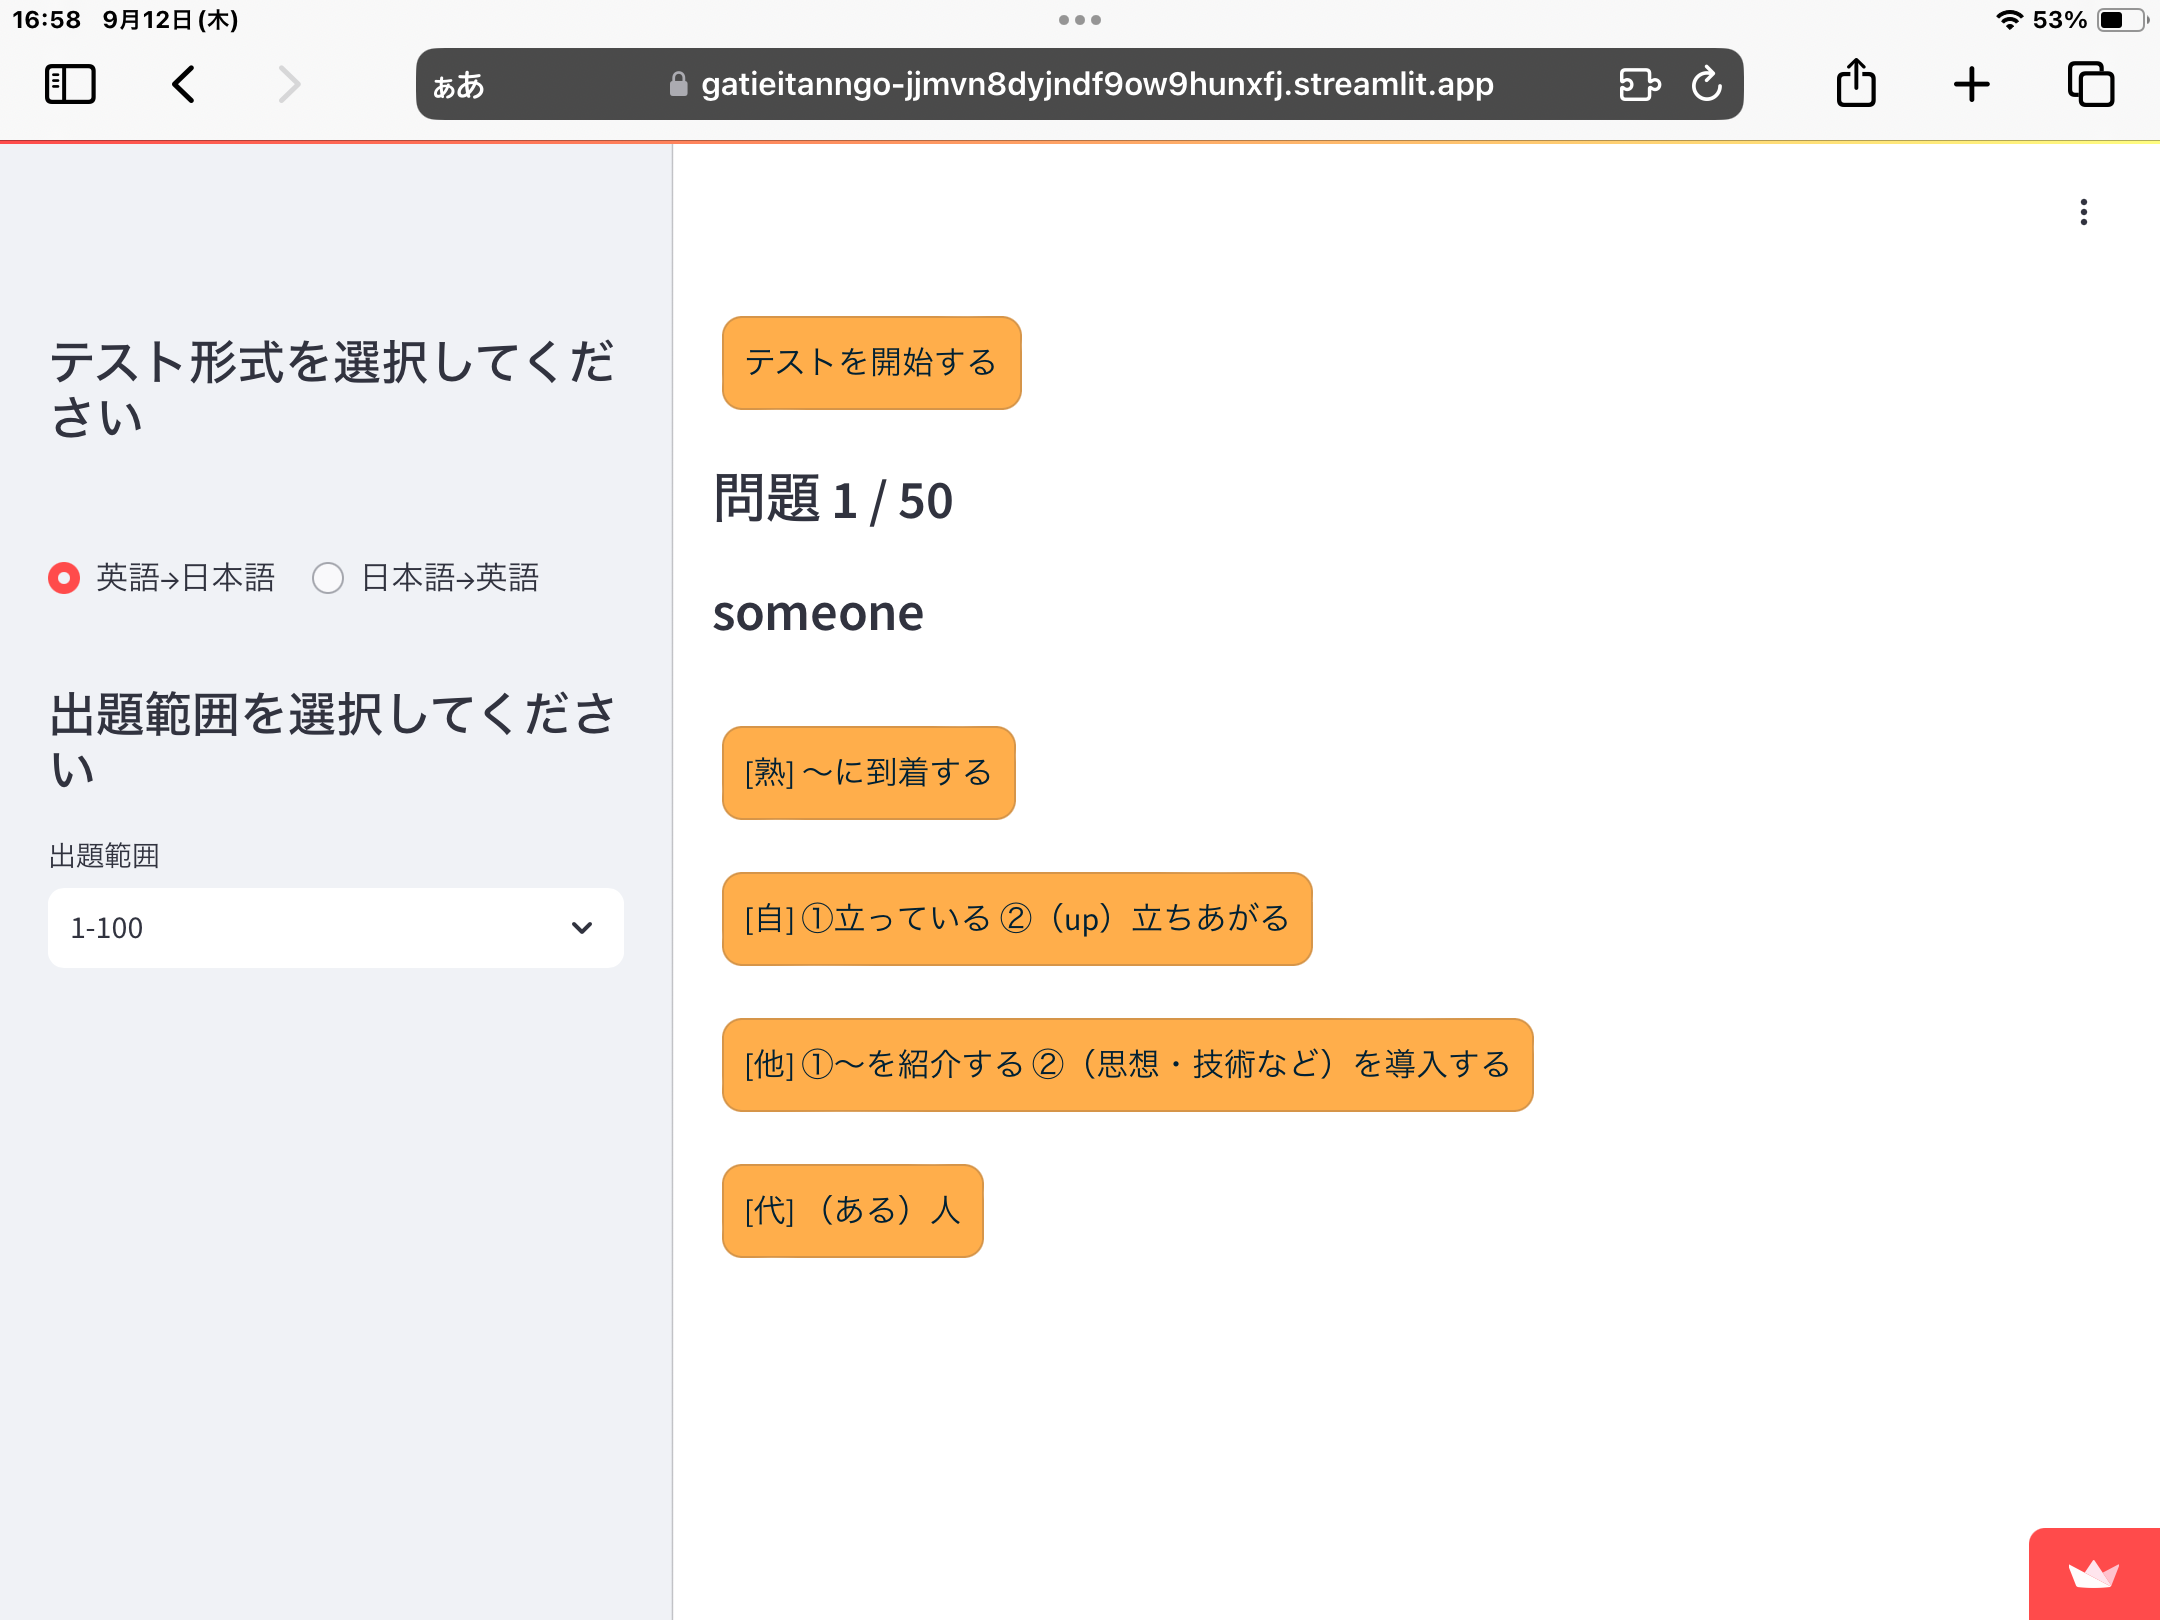 16:58 9月12日(木)
53%
ぁあ
gatieitanngo-jjmvn8dyjndf9ow9hunxfj.streamlit.app
テスト形式を選択してくだ
さい
英語→日本語 日本語→英語
出題範囲を選択してくださ
い
出題範囲
1-100
テストを開始する
問題 1 / 50
someone
[熟] 〜に到着する
[自] ①立っている ②（up）立ちあがる
[他] ①〜を紹介する ②（思想・技術など）を導入する
[代] （ある）人